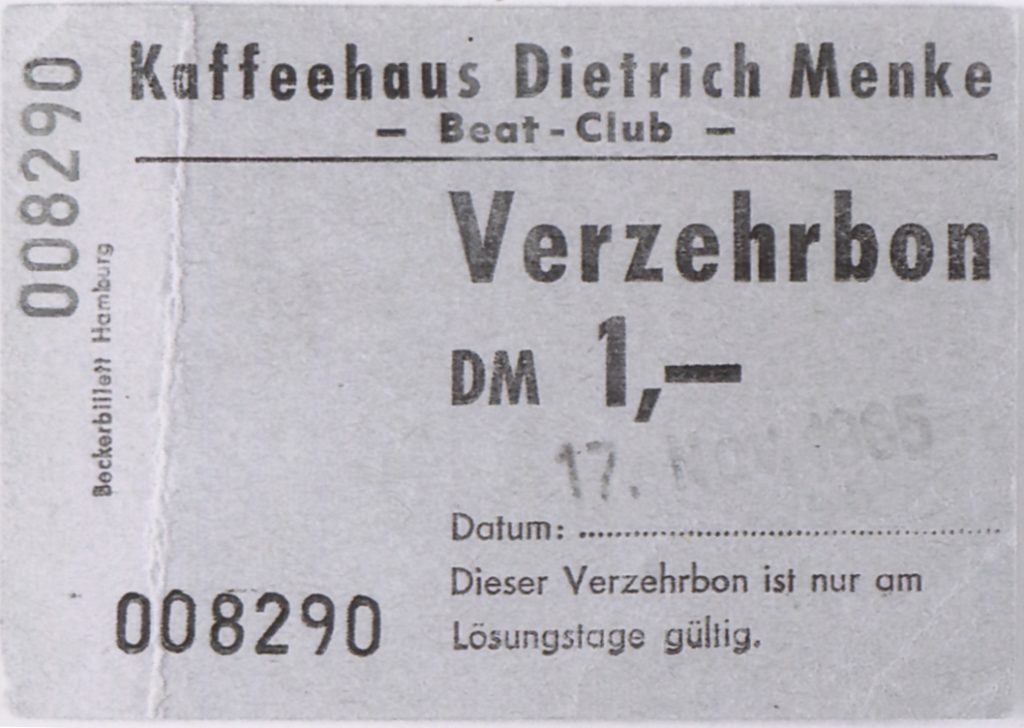 008290
Beckerbillett Hamburg
Kaffeehaus Dietrich Menke
— Beat-Club —
Verzehrbon
DM 1,—
17. NOV. 1965
Datum: ................................................
Dieser Verzehrbon ist nur am
Lösungstage gültig.
008290